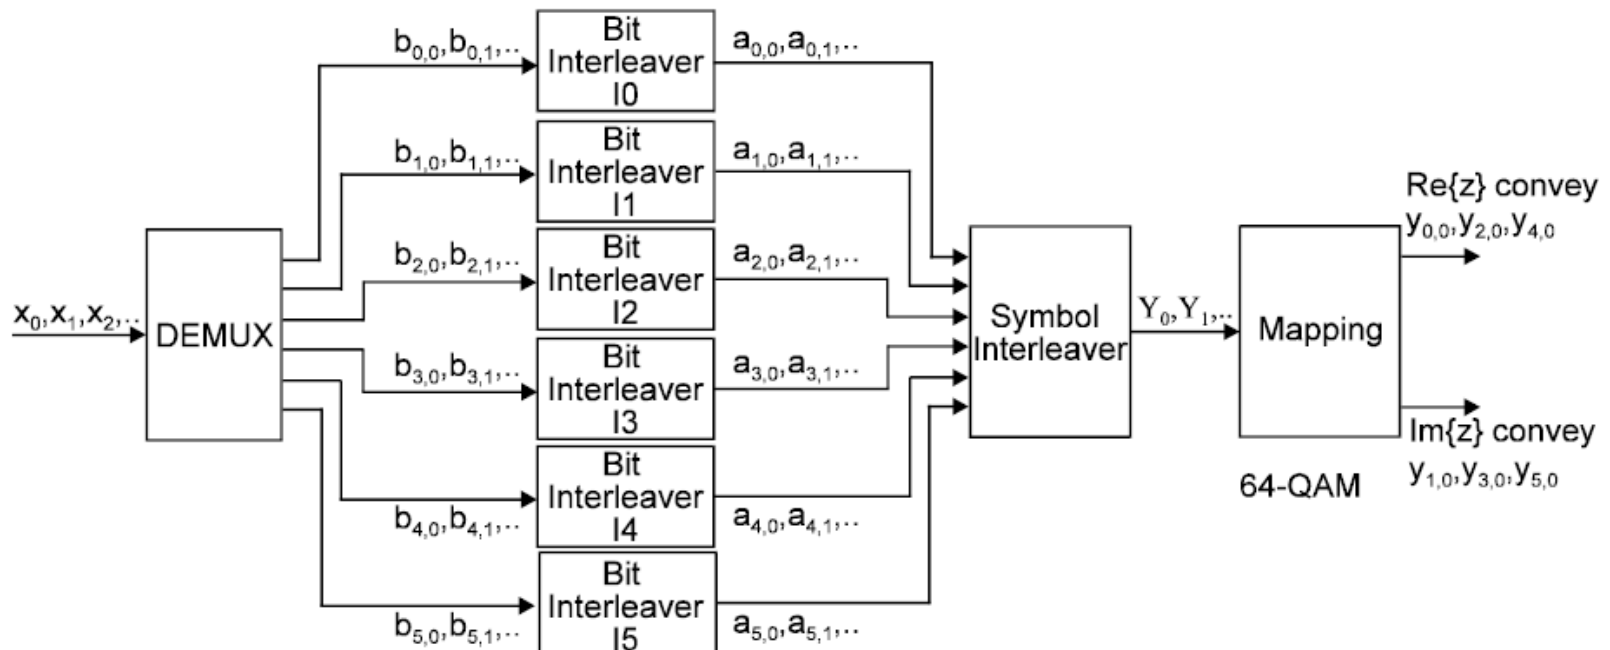 b0,0,b0,1,..
Bit
Interleaver
I0
a0,0,a0,1,..
b1,0,b1,1,..
Bit
Interleaver
I1
a1,0,a1,1,..
Re{z} convey
y0,0,y2,0,y4,0
b2,0,b2,1,..
Bit
Interleaver
I2
a2,0,a2,1,..
x0,x1,x2,..
DEMUX
Symbol
Interleaver
Y0,Y1,..
Mapping
b3,0,b3,1,..
Bit
Interleaver
I3
a3,0,a3,1,..
Im{z} convey
y1,0,y3,0,y5,0
64-QAM
b4,0,b4,1,..
Bit
Interleaver
I4
a4,0,a4,1,..
b5,0,b5,1,..
Bit
Interleaver
I5
a5,0,a5,1,..